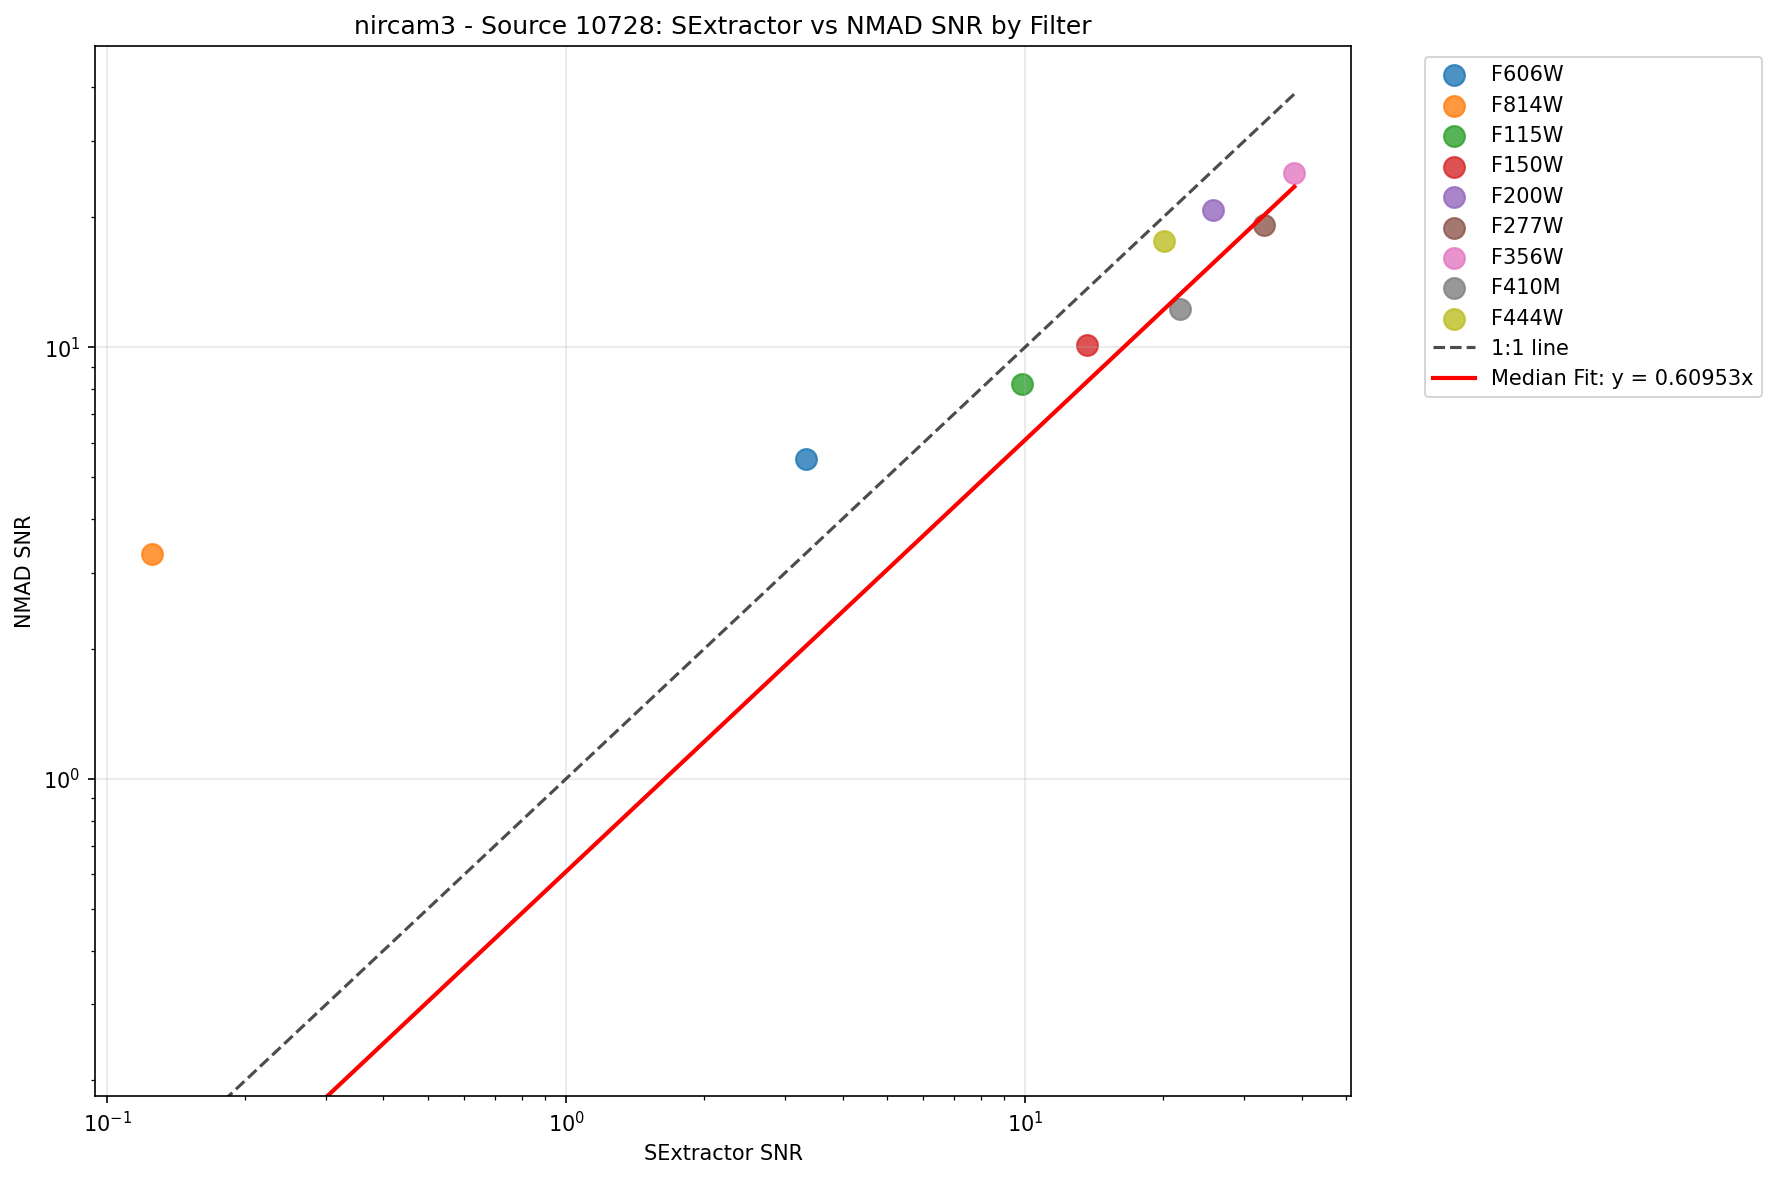 nircam3 - Source 10728: SExtractor vs NMAD SNR by Filter
F606W
F814W
F115W
F150W
F200W
F277W
F356W
F410M
F444W
1:1 line
Median Fit: y = 0.60953x
NMAD SNR
10¹
10⁰
10⁻¹
10⁰
10¹
SExtractor SNR